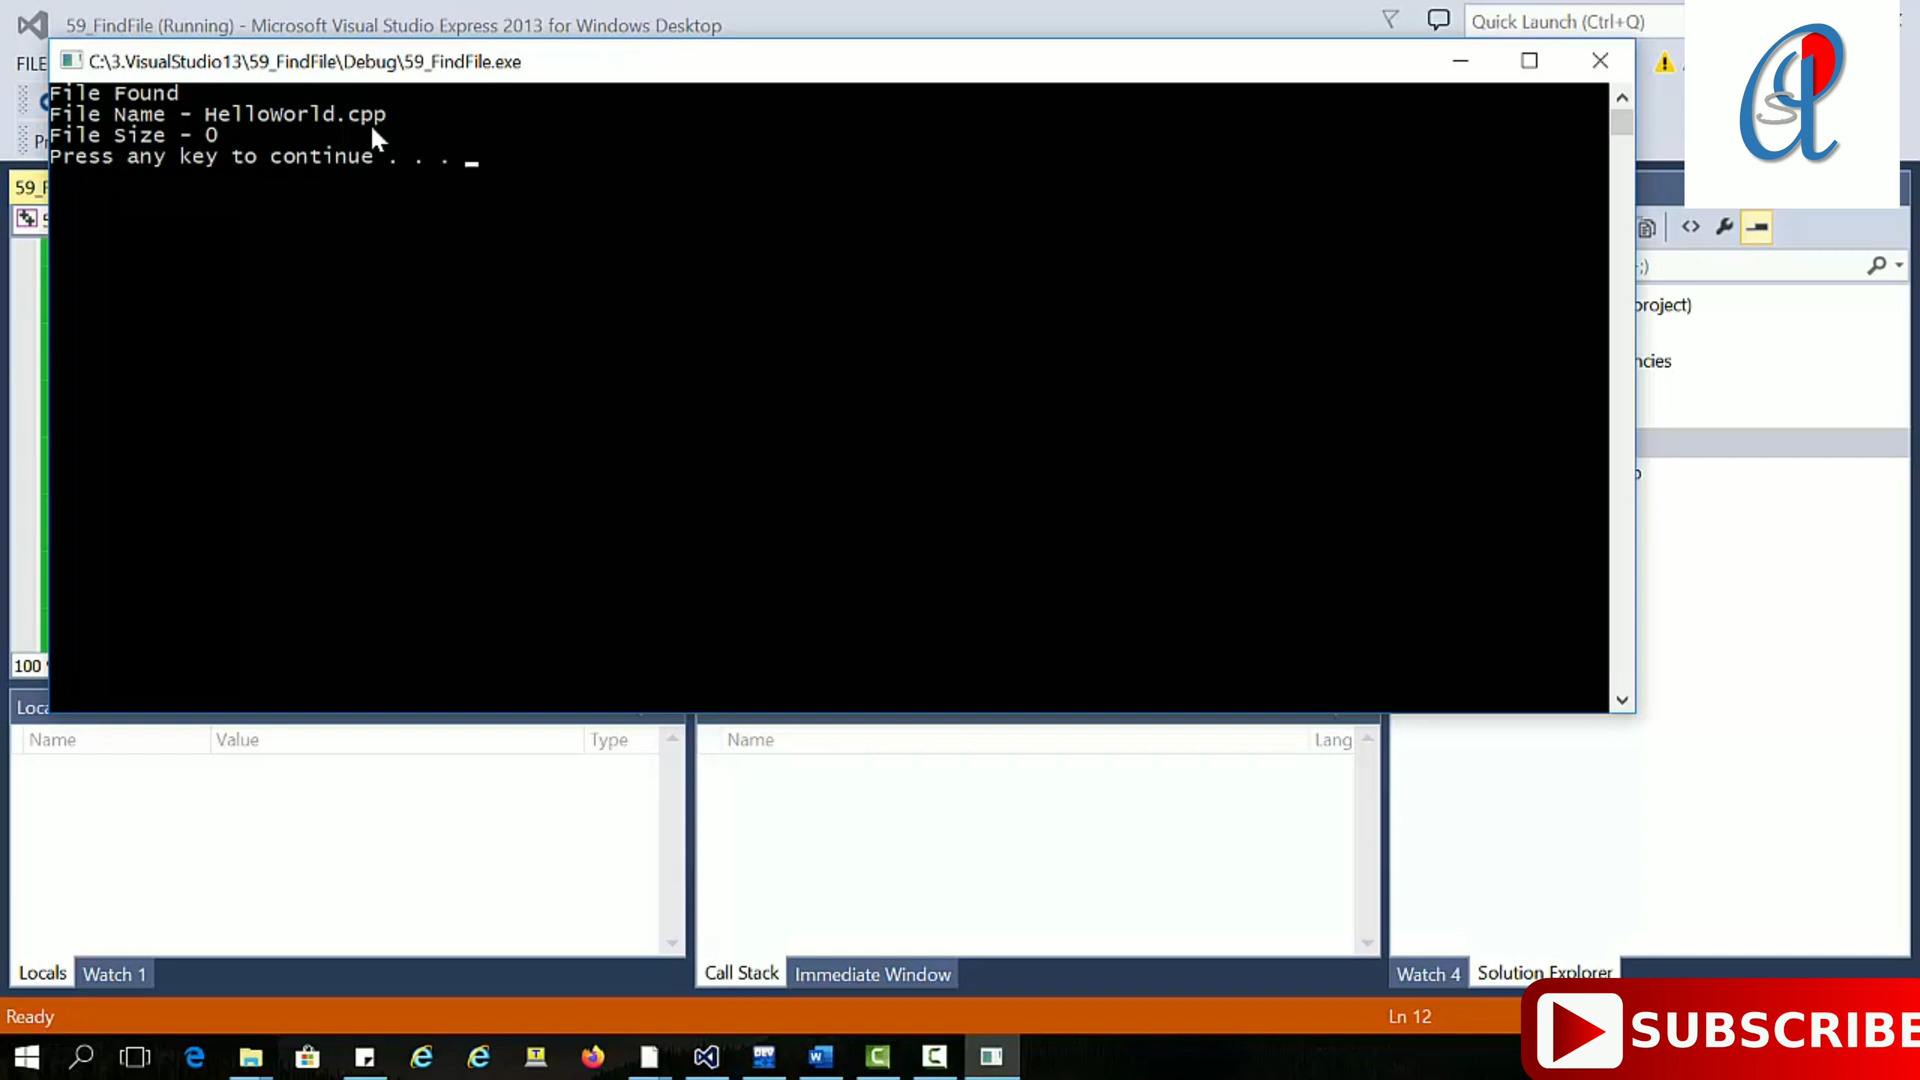 59_FindFile (Running) - Microsoft Visual Studio Express 2013 for Windows Desktop
Quick Launch (Ctrl+Q)
FILE
C:\3.VisualStudio13\59_FindFile\Debug\59_FindFile.exe
File Found
File Name - HelloWorld.cpp
File Size - 0
Press any key to continue . . . _
59_F
100
Loca
Name Value Type
Name Lang
Locals Watch 1
Call Stack Immediate Window
Watch 4 Solution Explorer
Ready
Ln 12
SUBSCRIBE